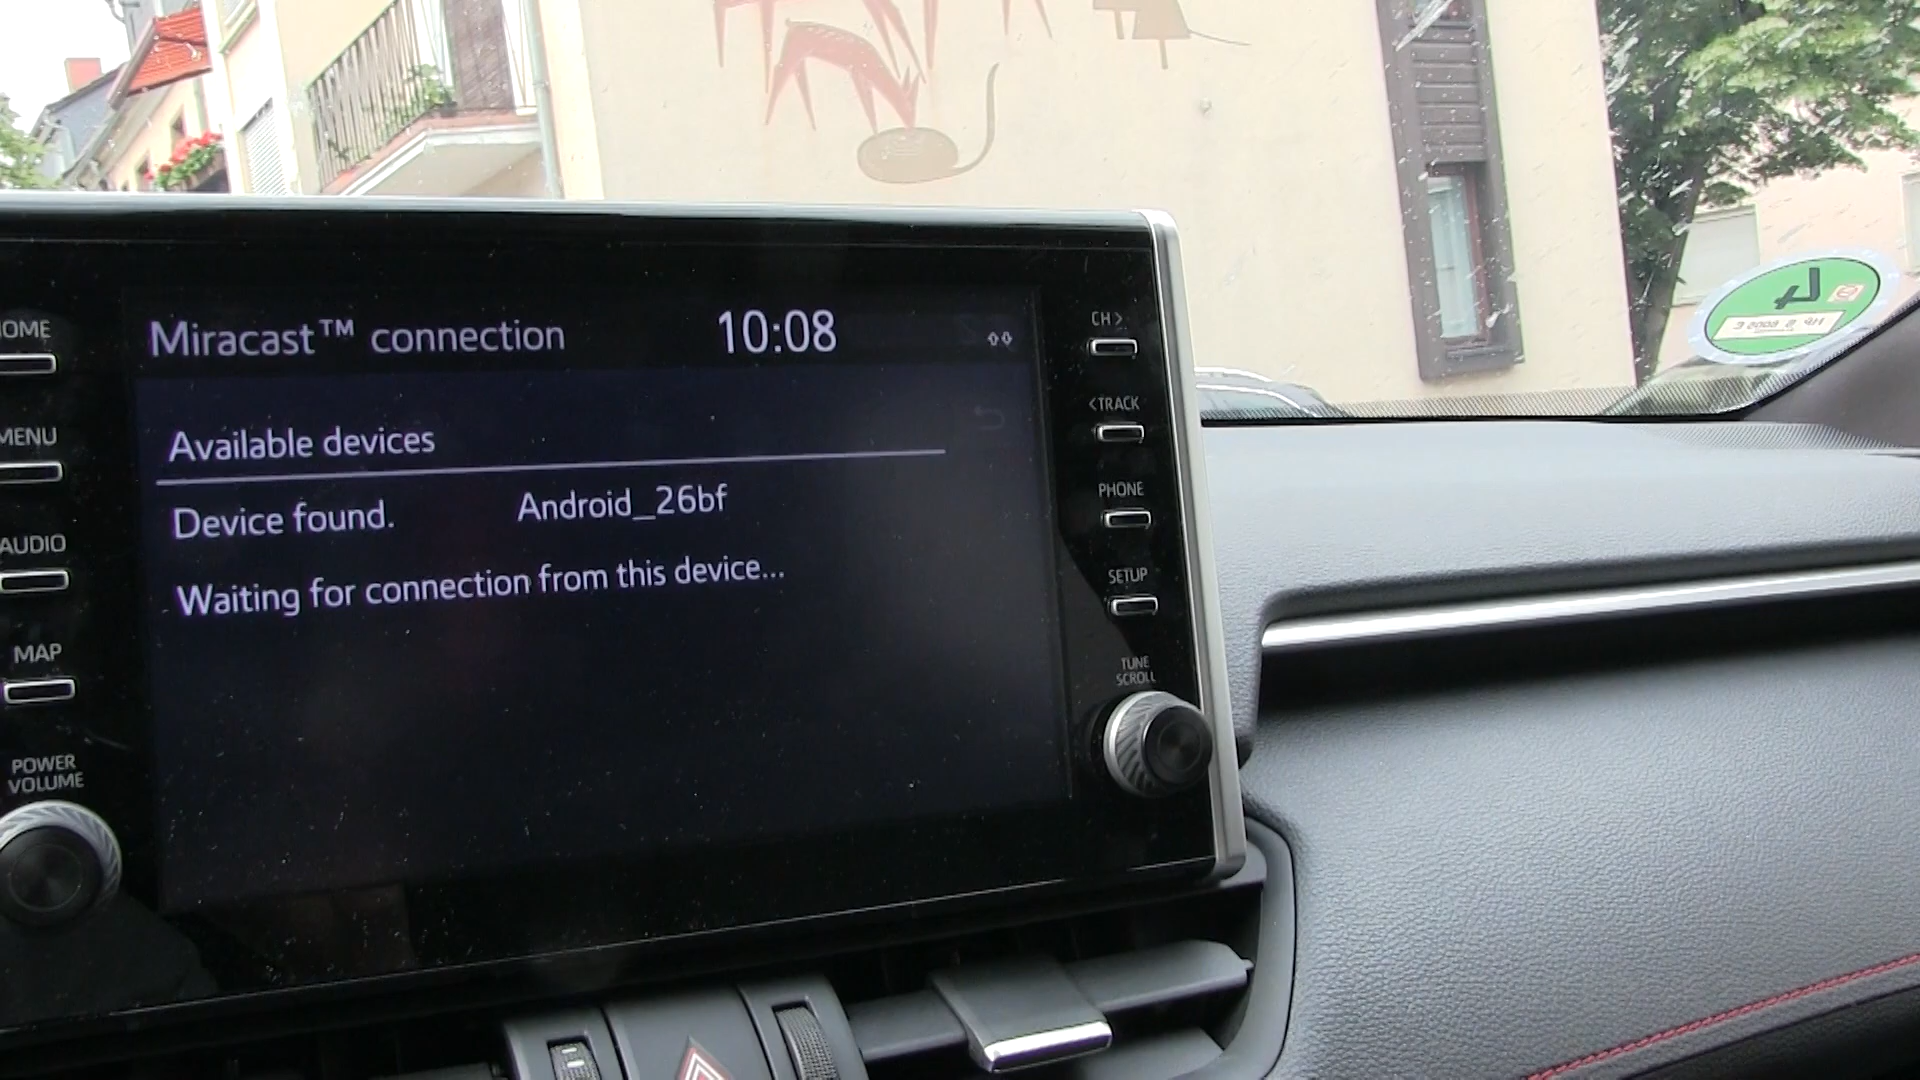 Miracast™ connection
10:08
Available devices
Device found. Android_26bf
Waiting for connection from this device...
MENU
AUDIO
MAP
POWER
VOLUME
CH >
< TRACK
PHONE
SETUP
TUNE
SCROLL
4